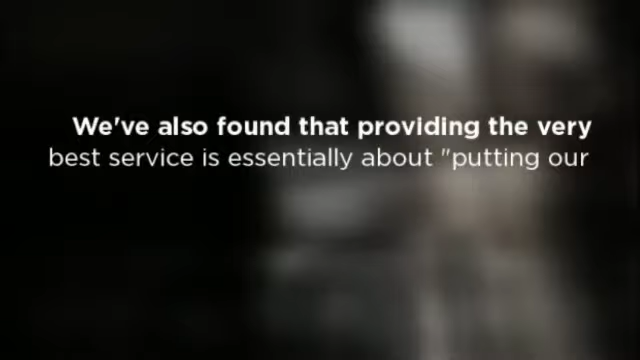 We've also found that providing the very
best service is essentially about "putting our